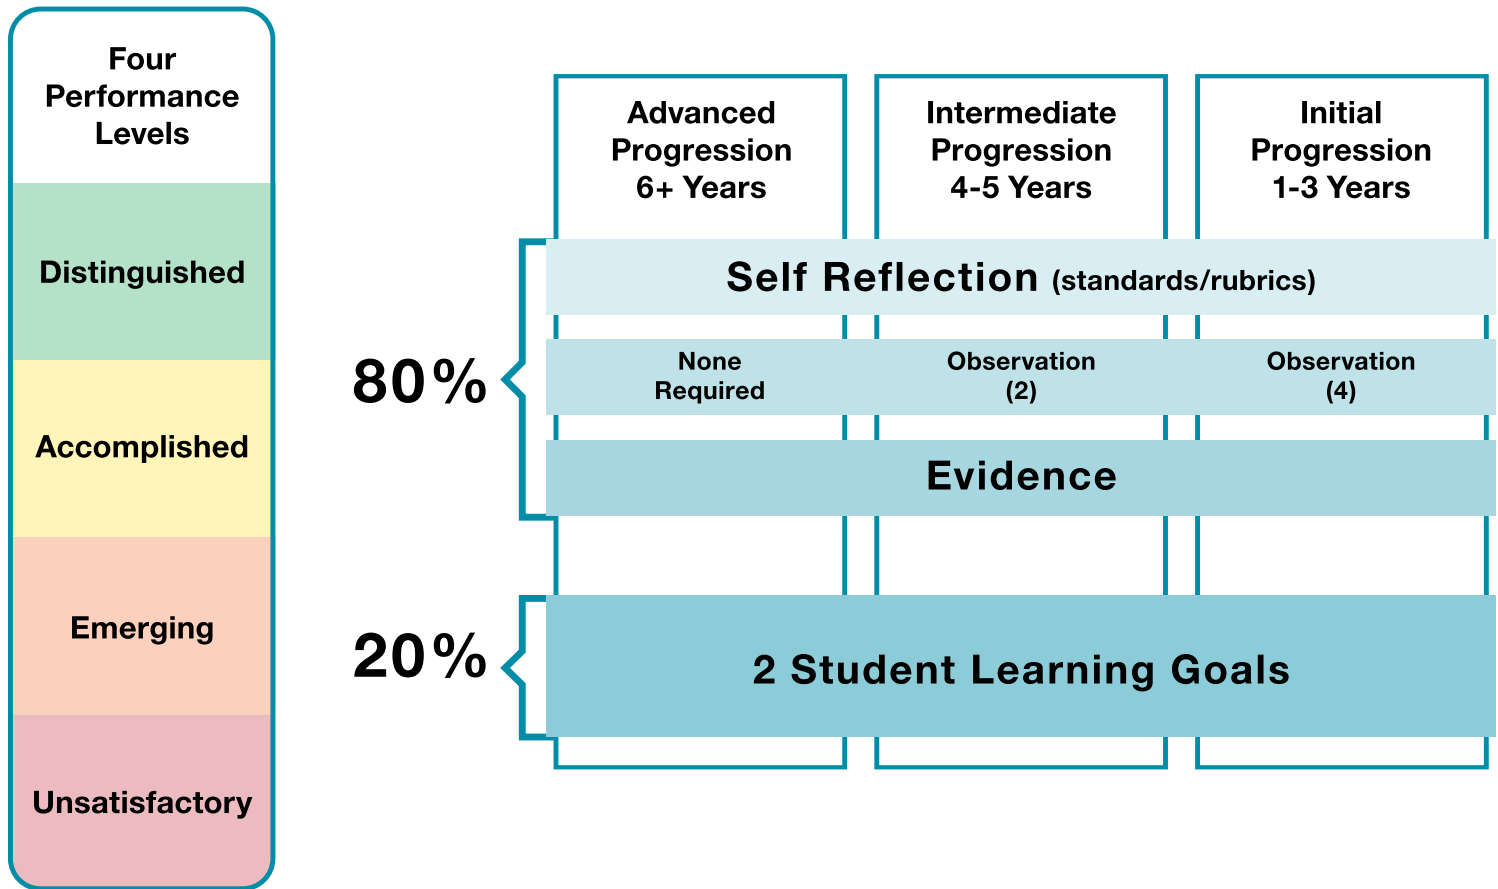 Four
Performance
Levels
Distinguished
Accomplished
Emerging
Unsatisfactory
Advanced
Progression
6+ Years
Intermediate
Progression
4-5 Years
Initial
Progression
1-3 Years
80%
Self Reflection (standards/rubrics)
None
Required
Observation
(2)
Observation
(4)
Evidence
20%
2 Student Learning Goals